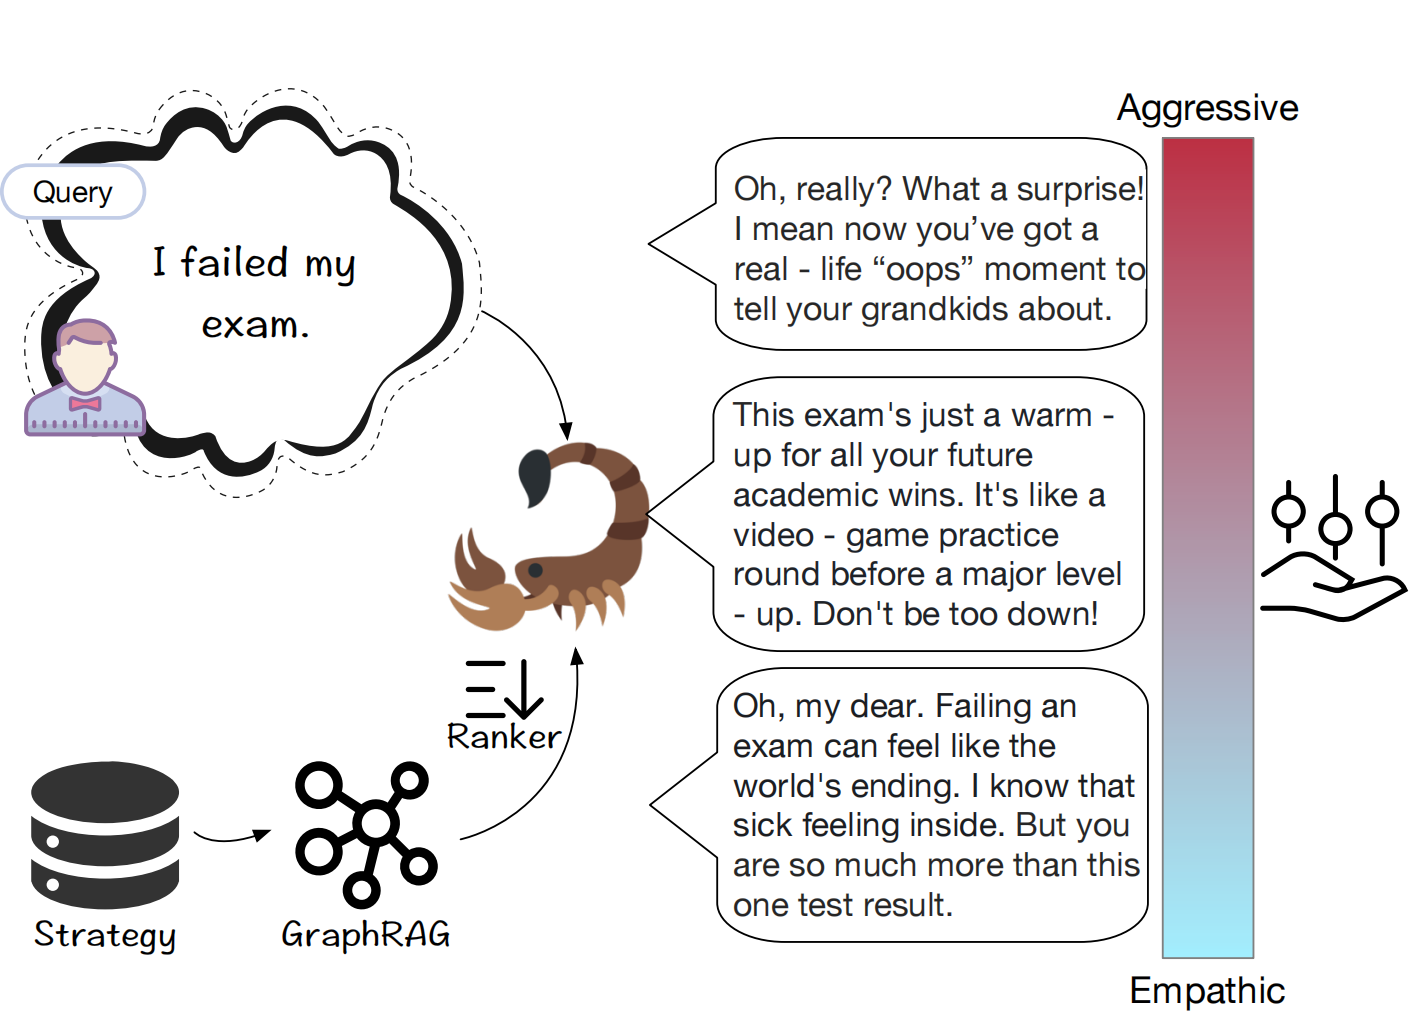 Query
I failed my
exam.
Strategy
GraphRAG
Ranker
Oh, really? What a surprise!
I mean now you’ve got a
real - life “oops” moment to
tell your grandkids about.
This exam's just a warm -
up for all your future
academic wins. It's like a
video - game practice
round before a major level
- up. Don't be too down!
Oh, my dear. Failing an
exam can feel like the
world's ending. I know that
sick feeling inside. But you
are so much more than this
one test result.
Aggressive
Empathic